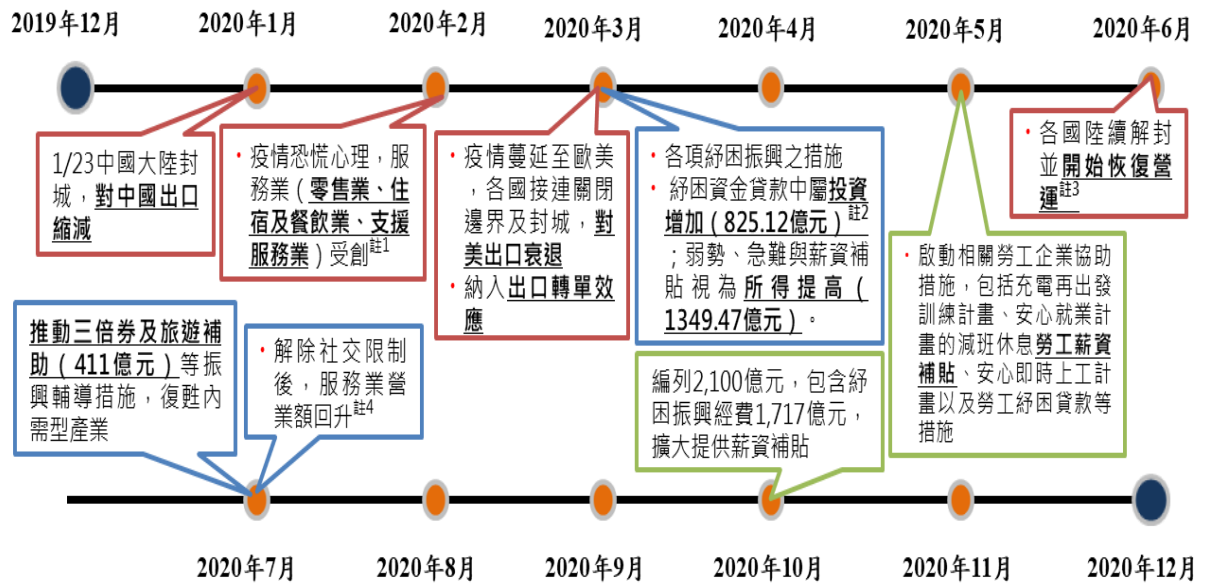 2019年12月
2020年1月
2020年2月
2020年3月
2020年4月
2020年5月
2020年6月
1/23中國大陸封
城，對中國出口
縮減
• 疫情恐慌心理，服
務業（零售業、住
宿及餐飲業、支援
服務業）受創註1
• 疫情蔓延至歐美
，各國接連關閉
邊界及封城，對
美出口衰退
• 納入出口轉單效
應
• 各項紓困振興之措施
• 紓困資金貸款中屬投資
增加（825.12億元）註2
；弱勢、急難與薪資補
貼視為所得提高（
1349.47億元）。
• 啟動相關勞工企業協助
措施，包括充電再出發
訓練計畫、安心就業計
畫的減班休息勞工薪資
補貼、安心即時上工計
畫以及勞工紓困貸款等
措施
• 各國陸續解封
並開始恢復營
運註3
推動三倍券及旅遊補
助（411億元）等振
興輔導措施，復甦內
需型產業
• 解除社交限制
後，服務業營
業額回升註4
編列2,100億元，包含紓
困振興經費1,717億元，
擴大提供薪資補貼
2020年7月
2020年8月
2020年9月
2020年10月
2020年11月
2020年12月